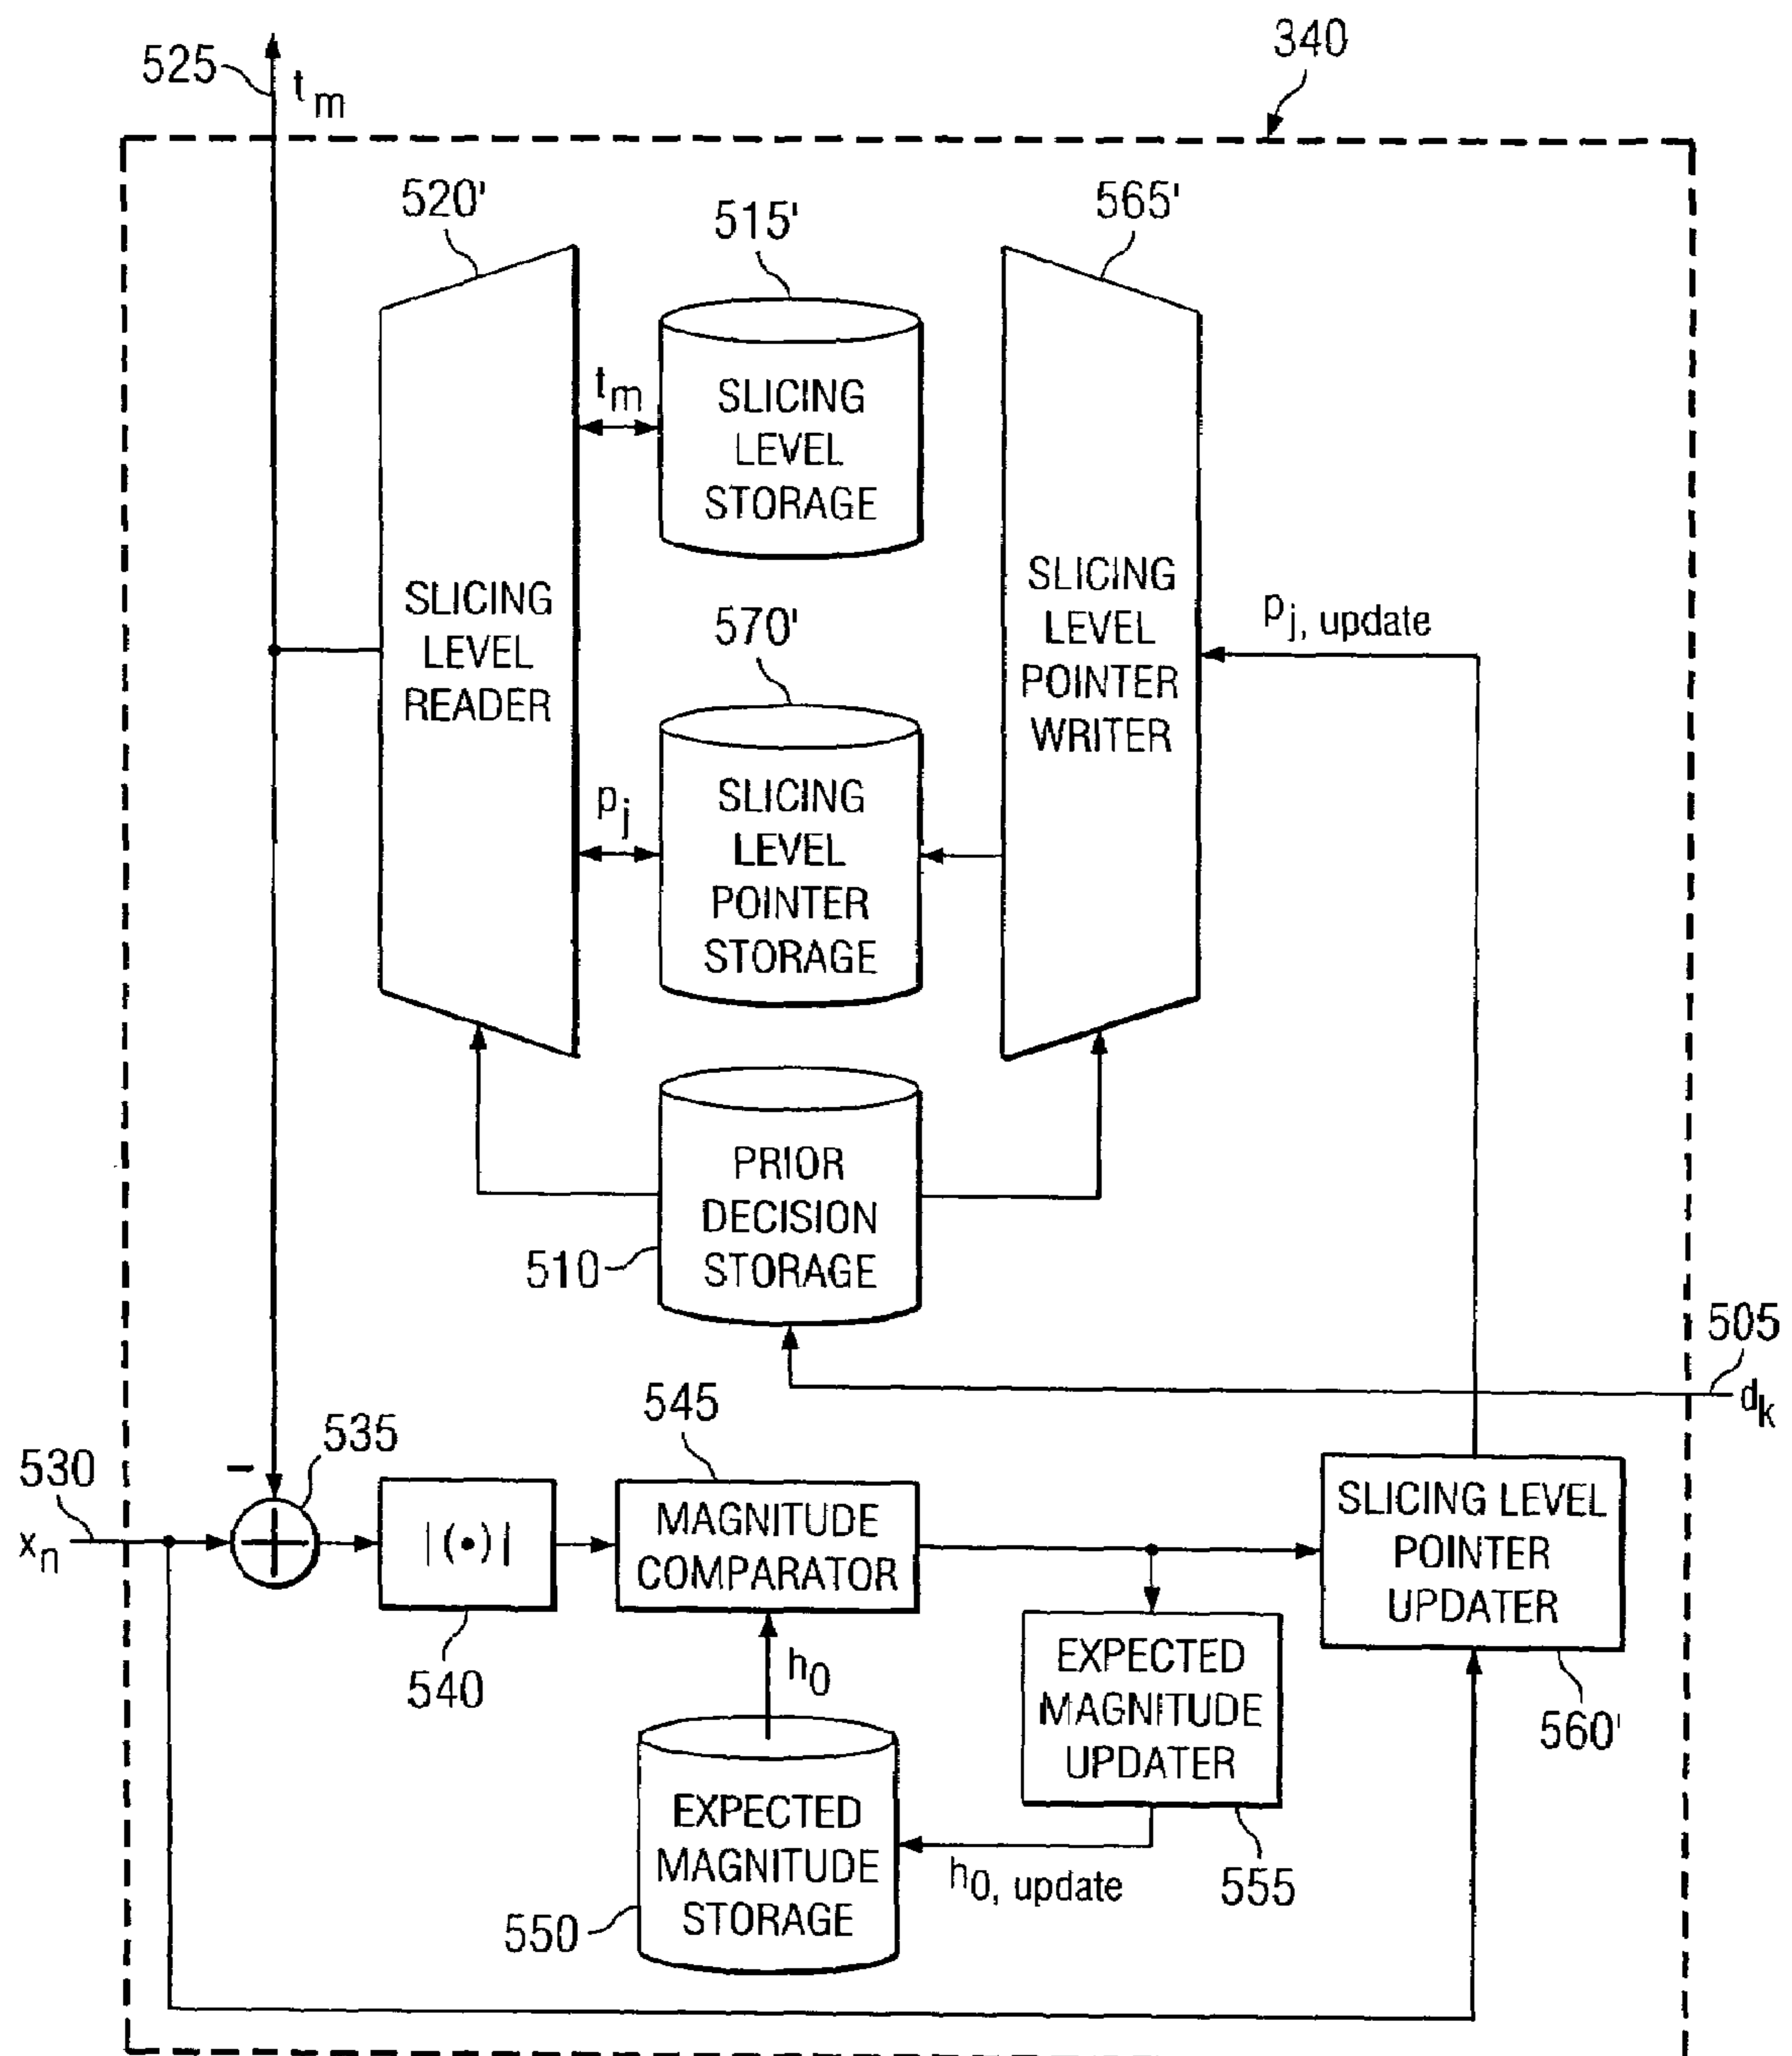 340
525
t m
520'
515'
565'
SLICING
LEVEL
STORAGE
t m
SLICING
LEVEL
READER
SLICING
LEVEL
POINTER
WRITER
p j, update
570'
SLICING
LEVEL
POINTER
STORAGE
p j
PRIOR
DECISION
STORAGE
510
505
d k
545
535
530
x n
−
|(•)|
540
MAGNITUDE
COMPARATOR
SLICING LEVEL
POINTER
UPDATER
560'
h 0
EXPECTED
MAGNITUDE
UPDATER
555
h 0, update
EXPECTED
MAGNITUDE
STORAGE
550